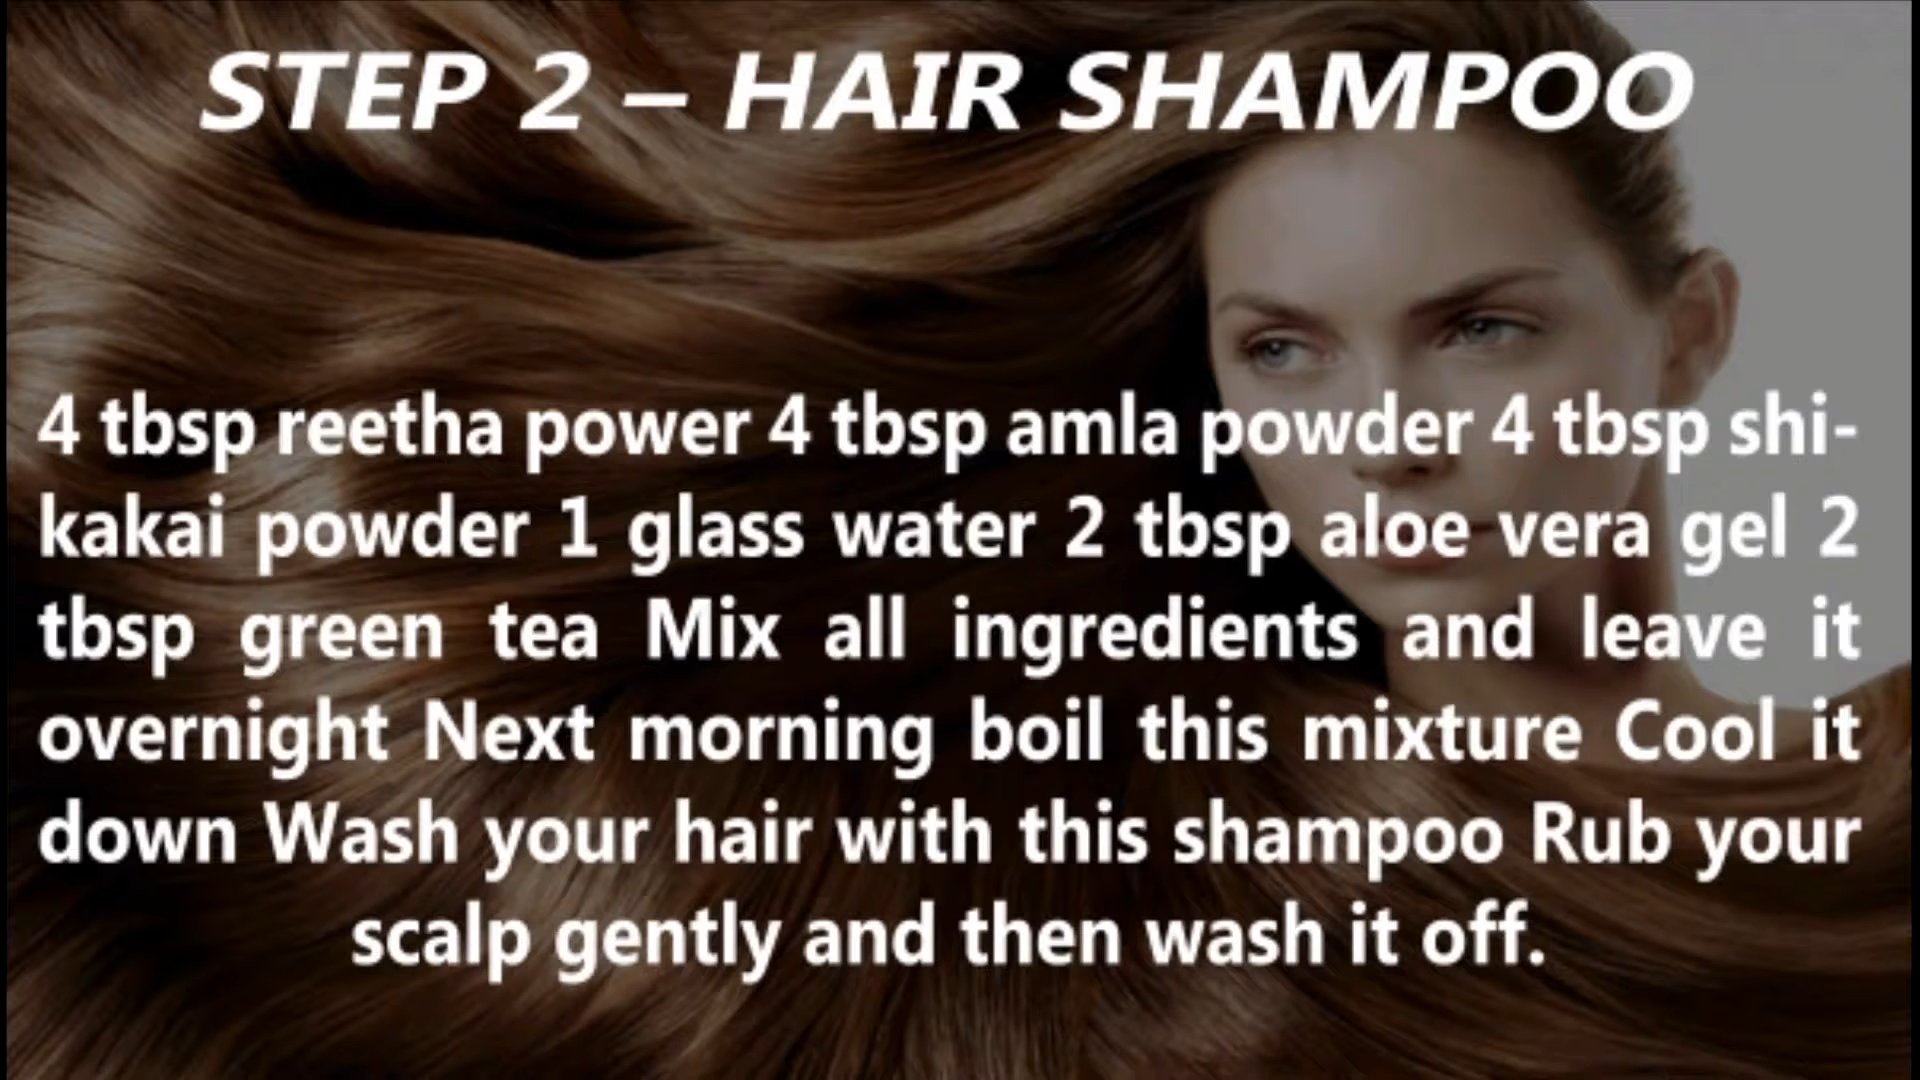 STEP 2 – HAIR SHAMPOO
4 tbsp reetha power 4 tbsp amla powder 4 tbsp shi-
kakai powder 1 glass water 2 tbsp aloe vera gel 2
tbsp green tea Mix all ingredients and leave it
overnight Next morning boil this mixture Cool it
down Wash your hair with this shampoo Rub your
scalp gently and then wash it off.